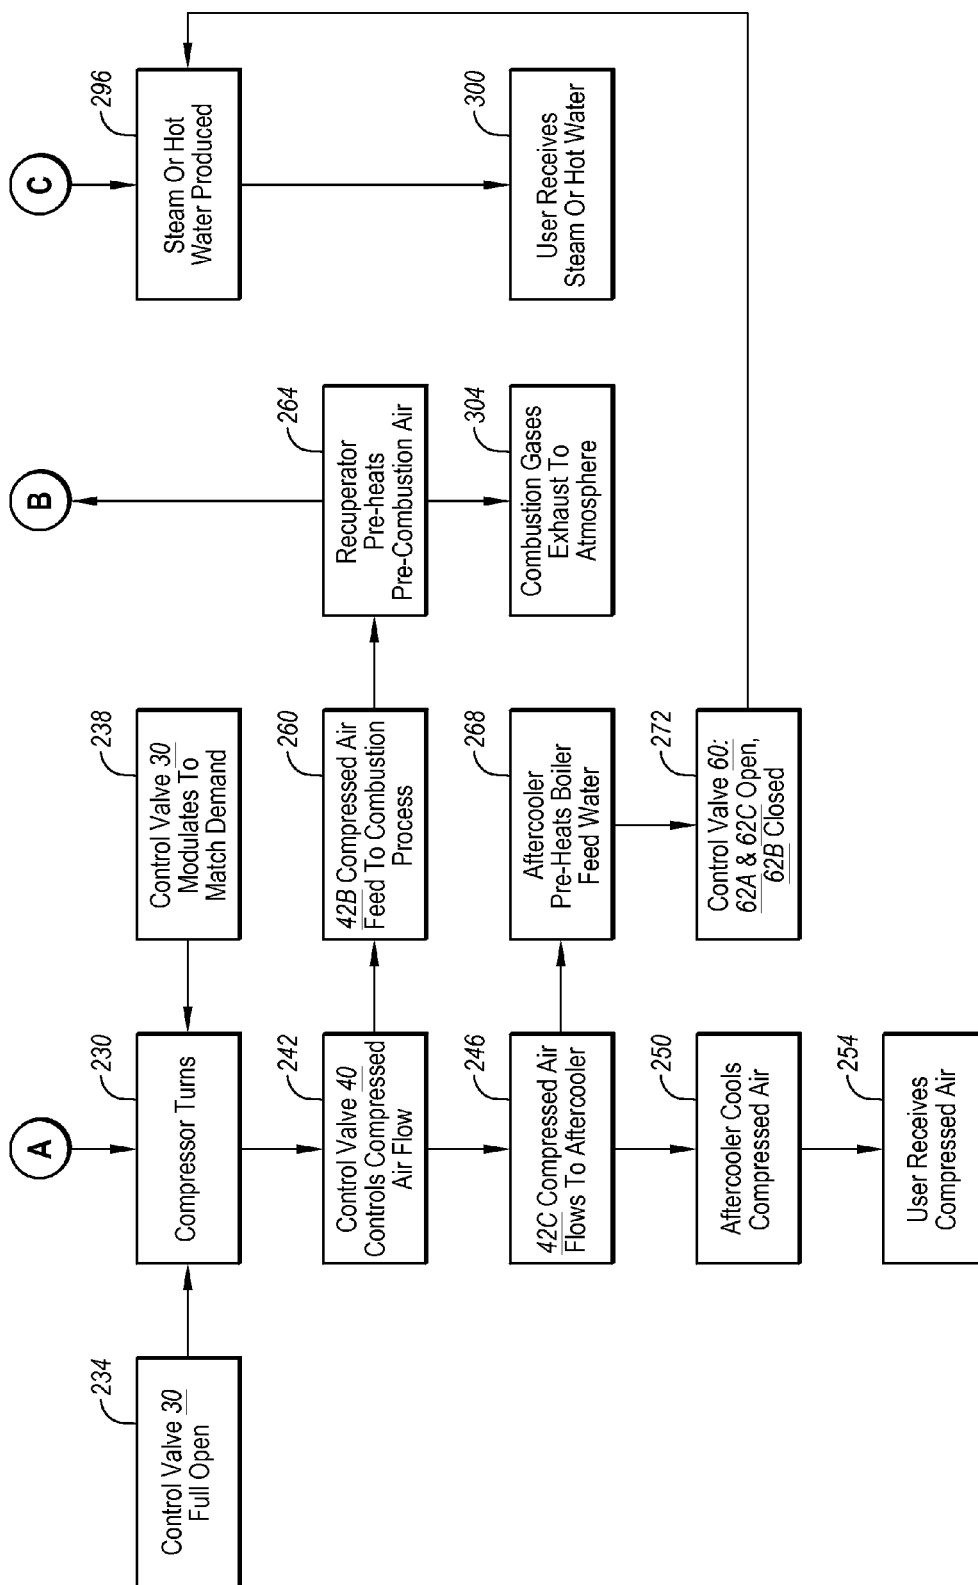 A
B
C
234
Control Valve 30
Full Open
230
Compressor Turns
238
Control Valve 30
Modulates To
Match Demand
296
Steam Or Hot
Water Produced
242
Control Valve 40
Controls Compressed
Air Flow
260
42B Compressed Air
Feed To Combustion
Process
264
Recuperator
Pre-heats
Pre-Combustion Air
246
42C Compressed Air
Flows To Aftercooler
268
Aftercooler
Pre-Heats Boiler
Feed Water
304
Combustion Gases
Exhaust To
Atmosphere
300
User Receives
Steam Or Hot Water
250
Aftercooler Cools
Compressed Air
272
Control Valve 60:
62A & 62C Open,
62B Closed
254
User Receives
Compressed Air